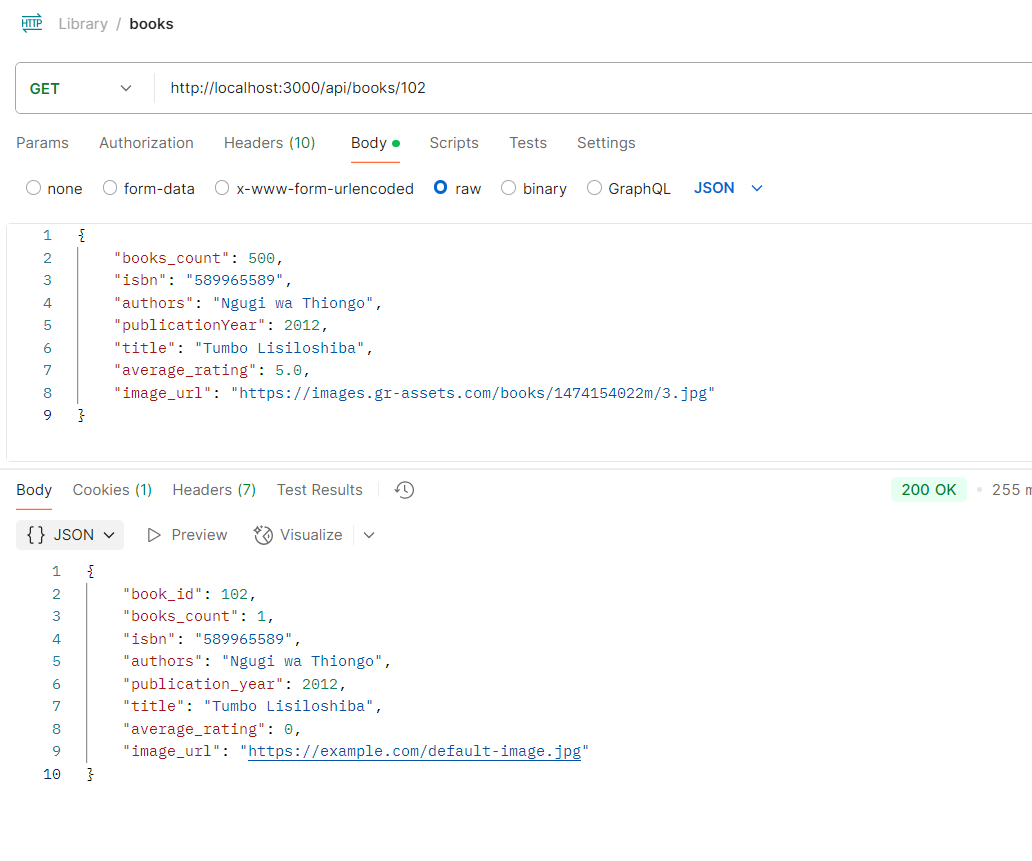 HTTP Library / books
GET http://localhost:3000/api/books/102
Params Authorization Headers (10) Body Scripts Tests Settings
none form-data x-www-form-urlencoded raw binary GraphQL JSON
1 {
2 "books_count": 500,
3 "isbn": "589965589",
4 "authors": "Ngugi wa Thiongo",
5 "publicationYear": 2012,
6 "title": "Tumbo Lisiloshiba",
7 "average_rating": 5.0,
8 "image_url": "https://images.gr-assets.com/books/1474154022m/3.jpg"
9 }
Body Cookies (1) Headers (7) Test Results 200 OK 255 m
{} JSON Preview Visualize
1 {
2 "book_id": 102,
3 "books_count": 1,
4 "isbn": "589965589",
5 "authors": "Ngugi wa Thiongo",
6 "publication_year": 2012,
7 "title": "Tumbo Lisiloshiba",
8 "average_rating": 0,
9 "image_url": "https://example.com/default-image.jpg"
10 }